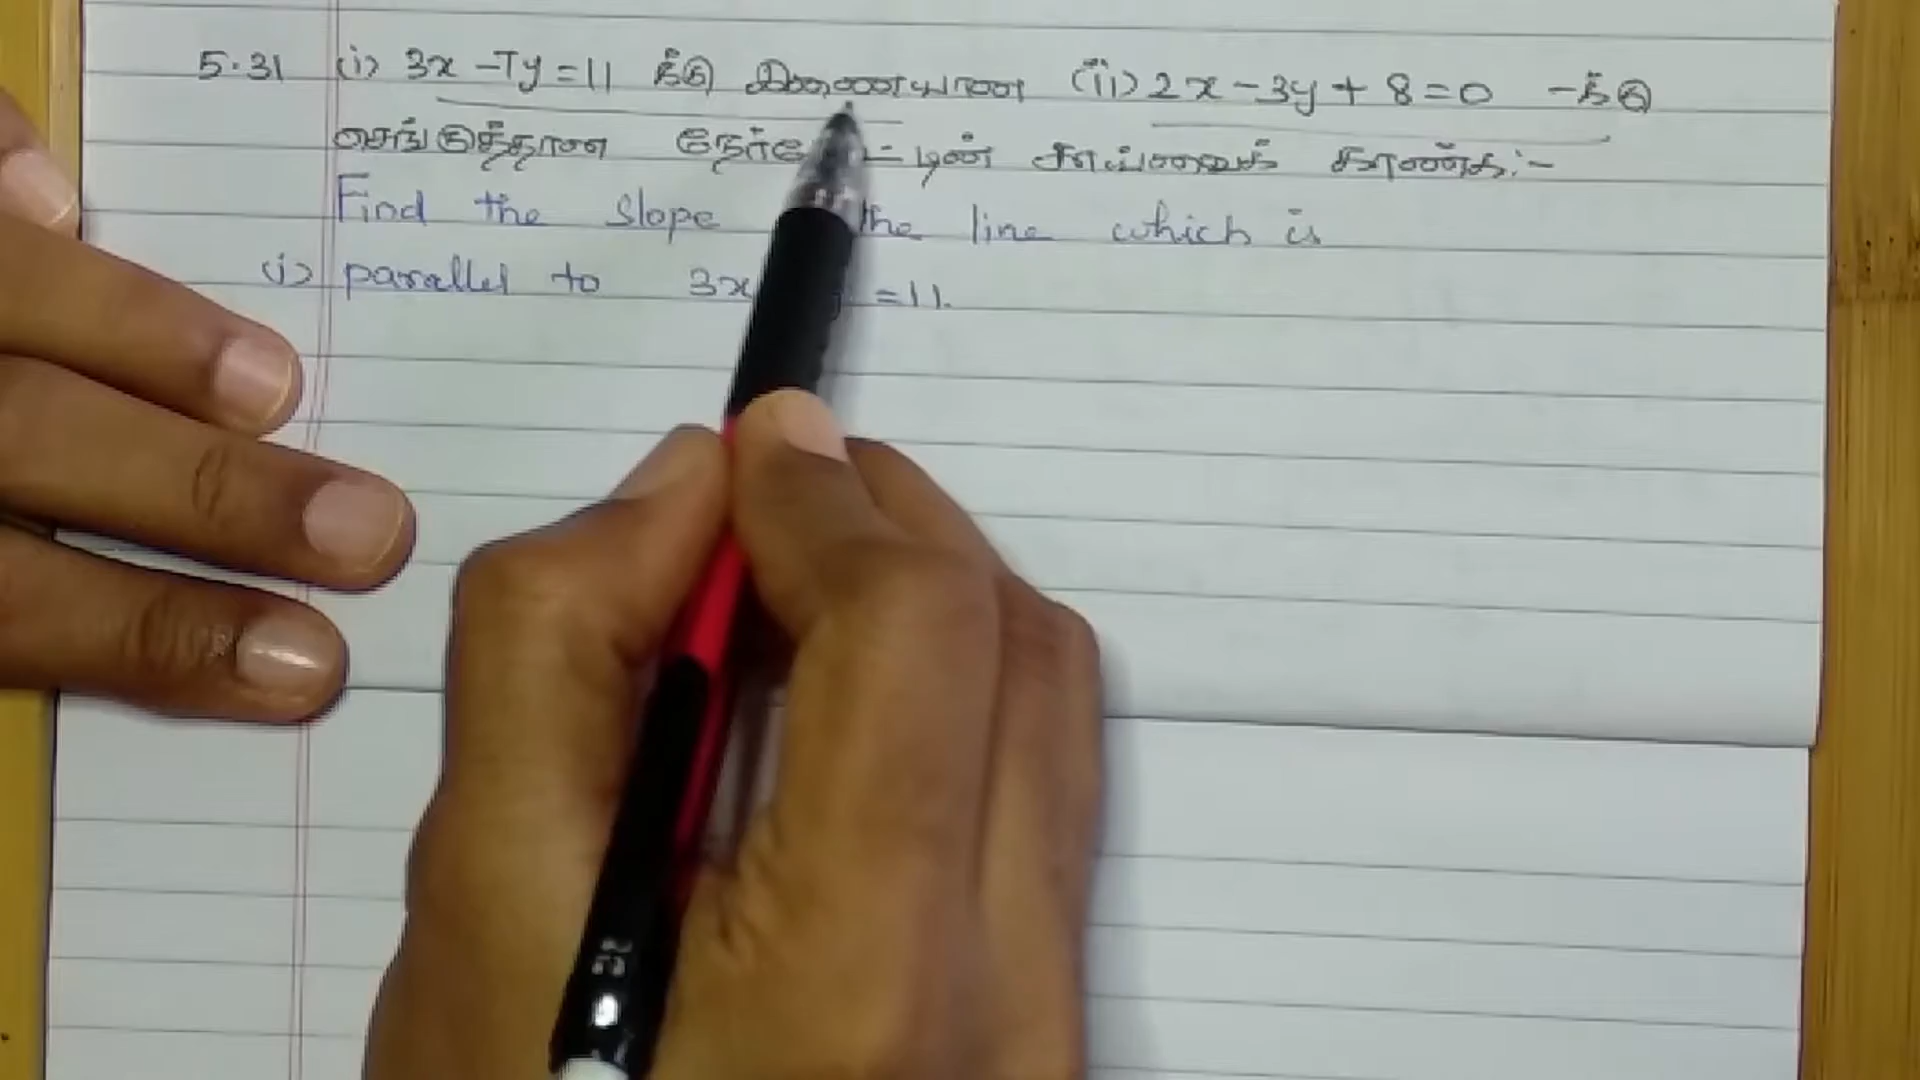 5.31 (i) 3x -7y = 11 க்கு இணையான (ii) 2x - 3y + 8 = 0 -க்கு
செங்குத்தான காண்க:-
Find the slope the line which is
(i) parallel to 3x = 11.